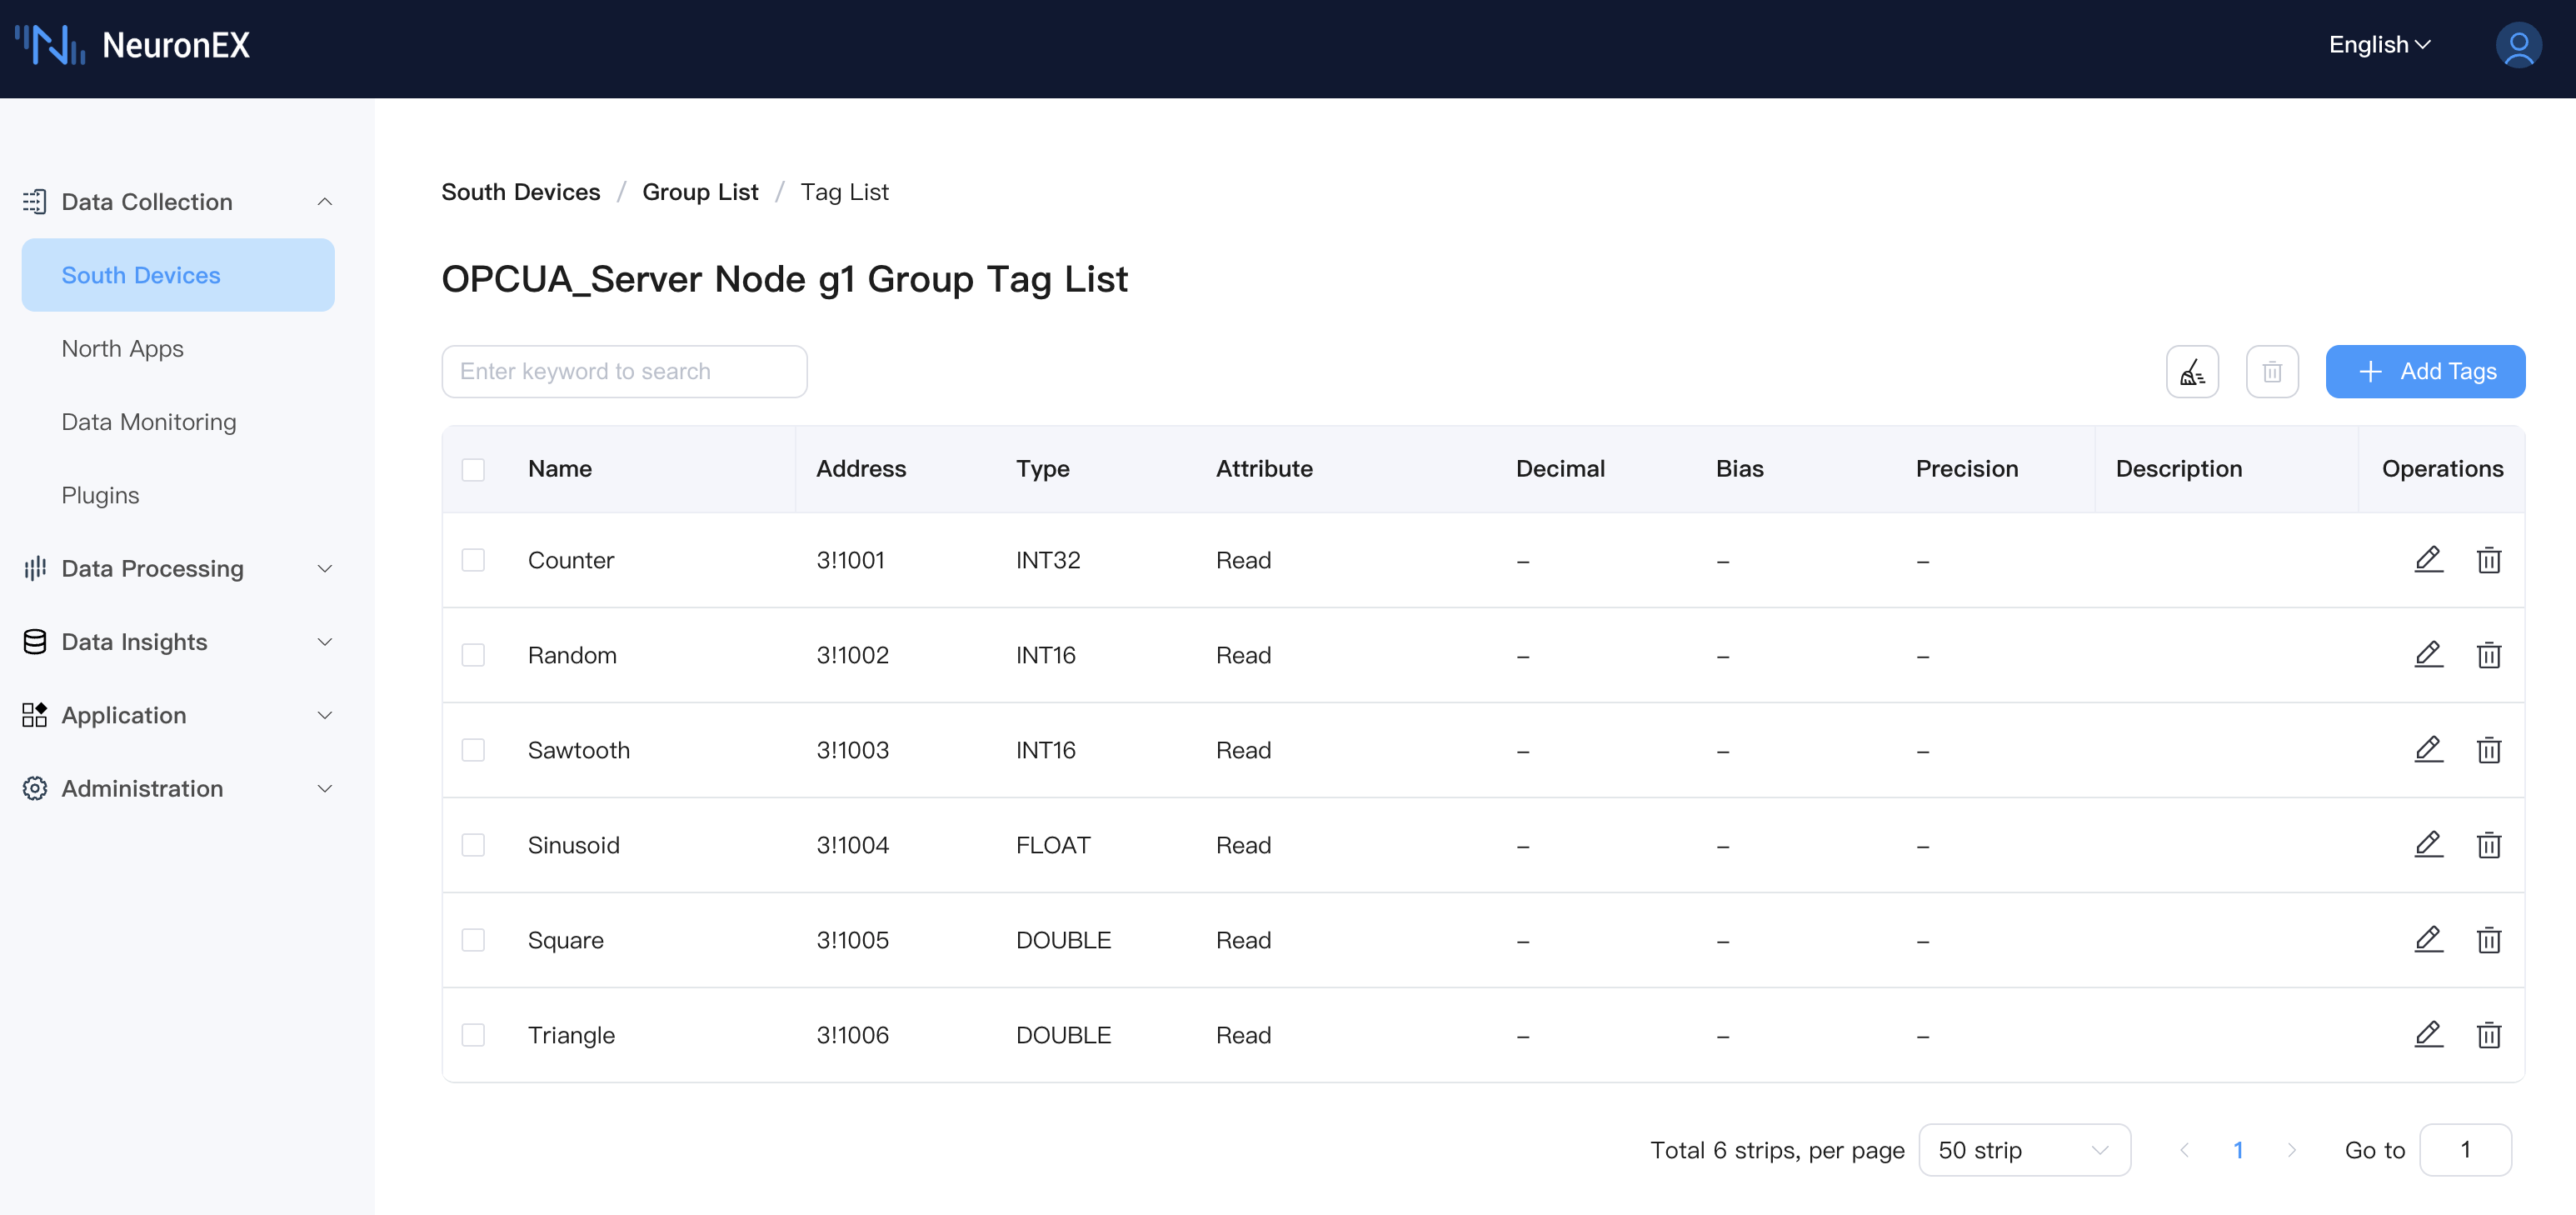 NeuronEX
English
Data Collection
South Devices
North Apps
Data Monitoring
Plugins
Data Processing
Data Insights
Application
Administration
South Devices / Group List / Tag List
OPCUA_Server Node g1 Group Tag List
Enter keyword to search
Add Tags
Name Address Type Attribute Decimal Bias Precision Description Operations
Counter 3!1001 INT32 Read – – –
Random 3!1002 INT16 Read – – –
Sawtooth 3!1003 INT16 Read – – –
Sinusoid 3!1004 FLOAT Read – – –
Square 3!1005 DOUBLE Read – – –
Triangle 3!1006 DOUBLE Read – – –
Total 6 strips, per page 50 strip 1 Go to 1